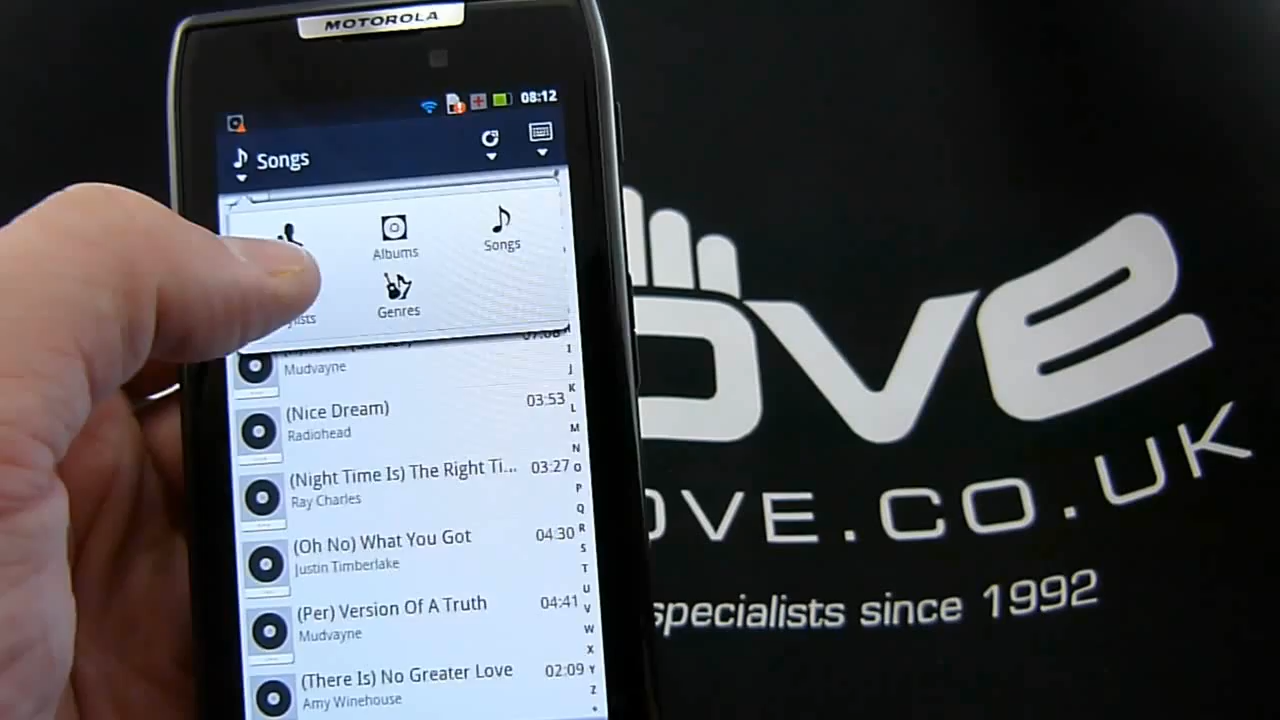 MOTOROLA
08:12
Songs
Albums
Songs
Genres
Mudvayne
(Nice Dream)
03:53
Radiohead
(Night Time Is) The Right Ti...
03:27
Ray Charles
(Oh No) What You Got
04:30
Justin Timberlake
(Per) Version Of A Truth
04:41
Mudvayne
(There Is) No Greater Love
02:09
Amy Winehouse
I
J
K
L
M
N
O
P
Q
R
S
T
U
V
W
X
Y
Z
ove
OVE.CO.UK
specialists since 1992